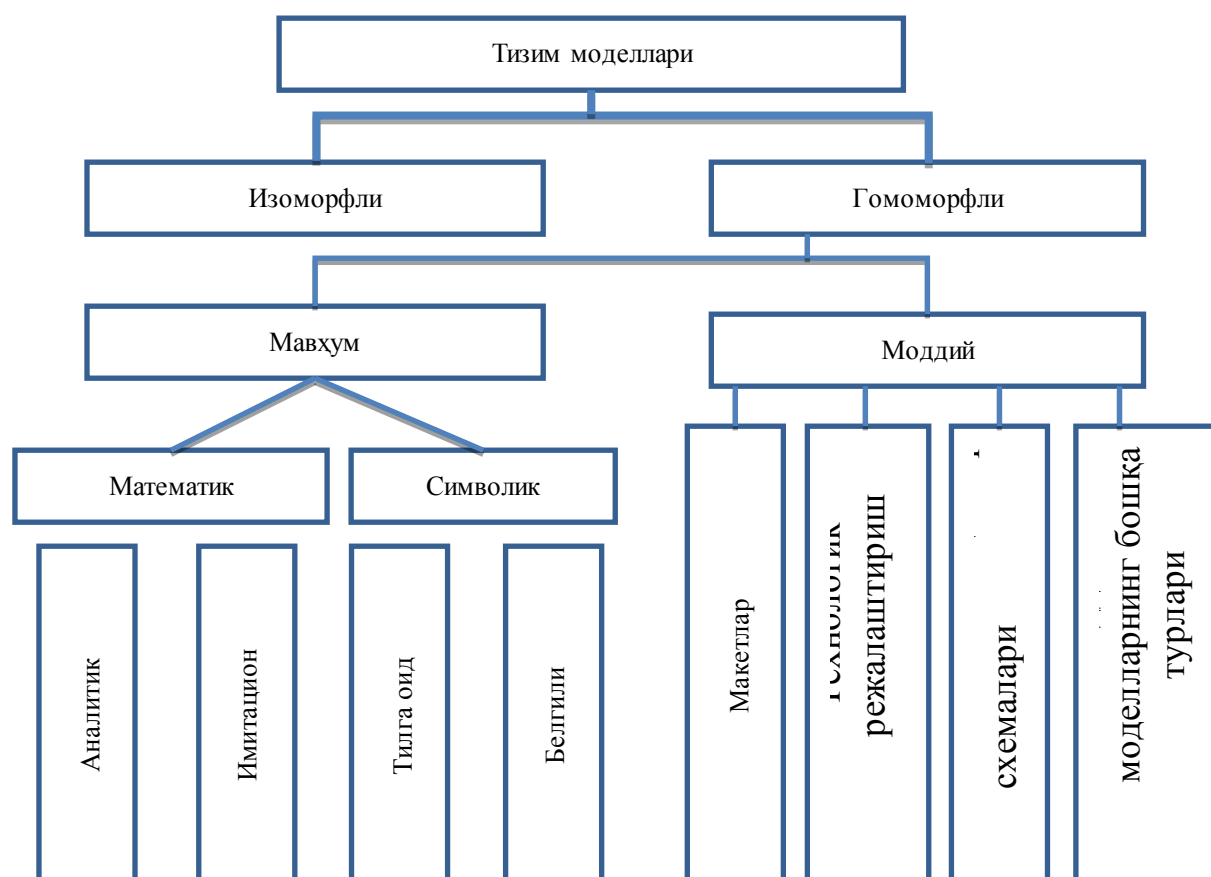 Тизим моделлари
Изоморфли
Гомоморфли
Мавҳум
Моддий
Математик
Символик
Аналитик
Имитацион
Тилга оид
Белгили
Макетлар
Технологик
режалаштириш
схемалари
моделларнинг бошқа
турлари